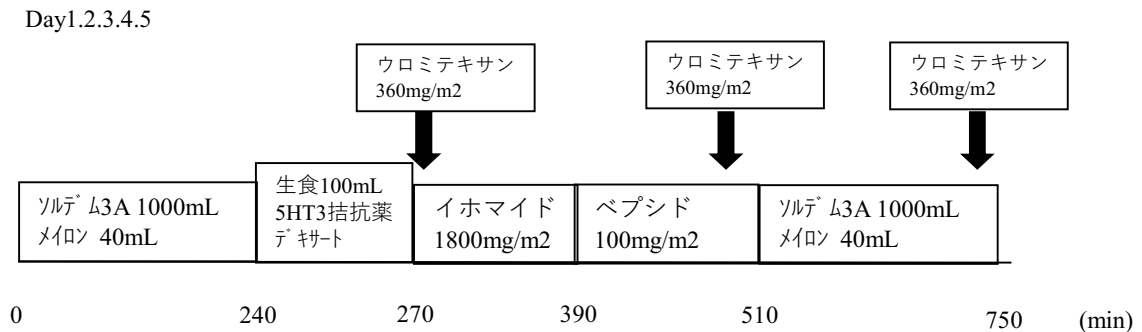 Day1.2.3.4.5
ウロミテキサン
360mg/m2
ウロミテキサン
360mg/m2
ウロミテキサン
360mg/m2
ｿﾙﾃﾞﾑ3A 1000mL
ﾒｲﾛﾝ 40mL
生食100mL
5HT3拮抗薬
ﾃﾞｷｻｰﾄ
イホマイド
1800mg/m2
ベプシド
100mg/m2
ｿﾙﾃﾞﾑ3A 1000mL
ﾒｲﾛﾝ 40mL
0 240 270 390 510 750 (min)